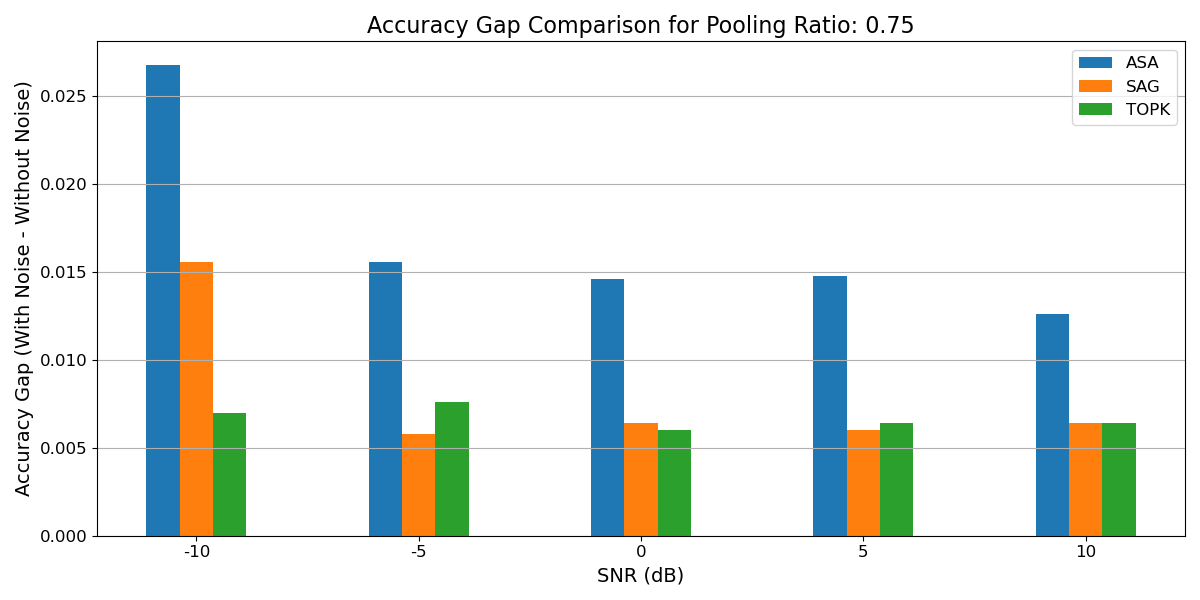 Accuracy Gap Comparison for Pooling Ratio: 0.75
Accuracy Gap (With Noise - Without Noise)
0.025
0.020
0.015
0.010
0.005
0.000
ASA
SAG
TOPK
-10
-5
0
5
10
SNR (dB)